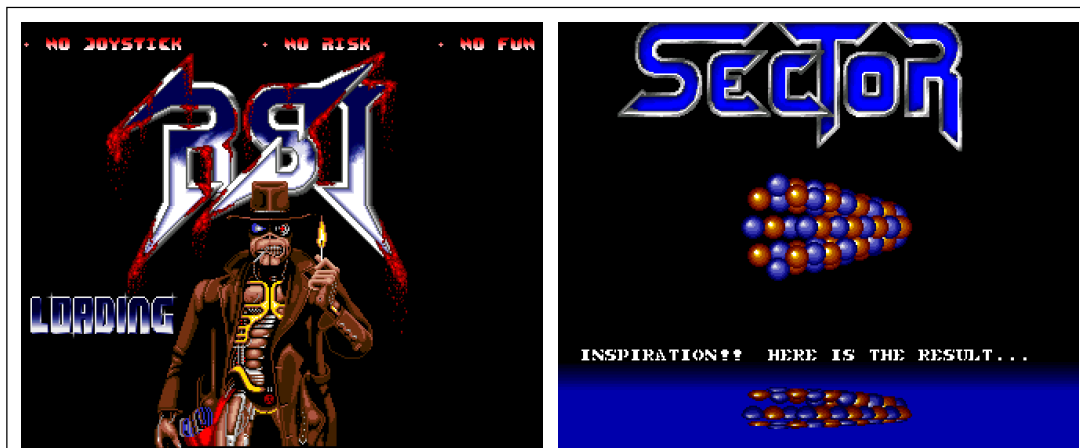 + NO JOYSTICK + NO RISK + NO FUN
RSI
LOADING
SECTOR
INSPIRATION!! HERE IS THE RESULT...